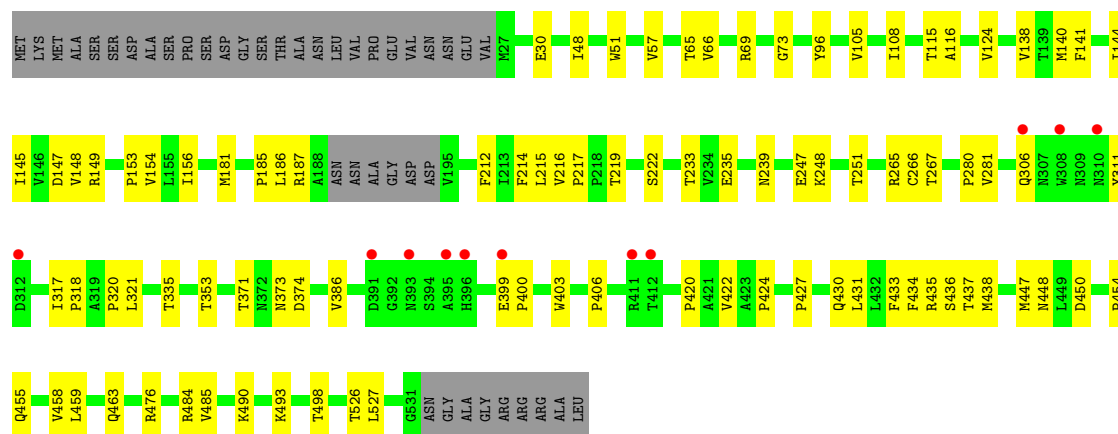 MET LYS MET ALA SER SER ASP ALA SER PRO SER ASP GLY SER THR ALA ASN LEU VAL PRO GLU VAL ASN ASN GLU VAL M27 E30 I48 W51 V57 T65 V66 R69 G73 Y96 V105 I108 T115 A116 V124 V138 T139 M140 F141 I144
I145 V146 D147 V148 R149 P153 V154 L155 I156 M181 P185 L186 R187 A188 ASN ASN ALA GLY ASP ASP V195 F212 I213 F214 L215 V216 P217 P218 T219 S222 T233 V234 E235 N239 E247 K248 T251 R265 C266 T267 P280 V281 Q306 N307 W308 N309 N310 Y311
D312 I317 P318 A319 P320 L321 T335 T353 T371 N372 N373 D374 V386 D391 G392 N393 S394 A395 H396 E399 P400 W403 P406 R411 T412 P420 A421 V422 A423 P424 P427 Q430 L431 L432 F433 F434 R435 S436 T437 M438 M447 N448 L449 D450
Q455 V458 L459 Q463 R476 R484 V485 K490 K493 T498 T526 L527 G531 ASN GLY ALA GLY ARG ARG ARG ALA LEU